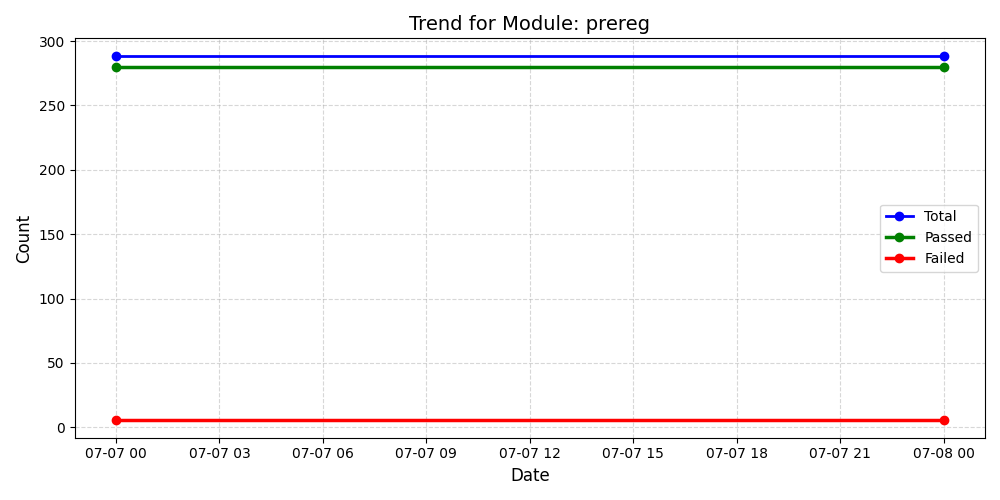 Trend for Module: prereg
300
250
200
150
100
50
0
Count
Total
Passed
Failed
07-07 00 07-07 03 07-07 06 07-07 09 07-07 12 07-07 15 07-07 18 07-07 21 07-08 00
Date